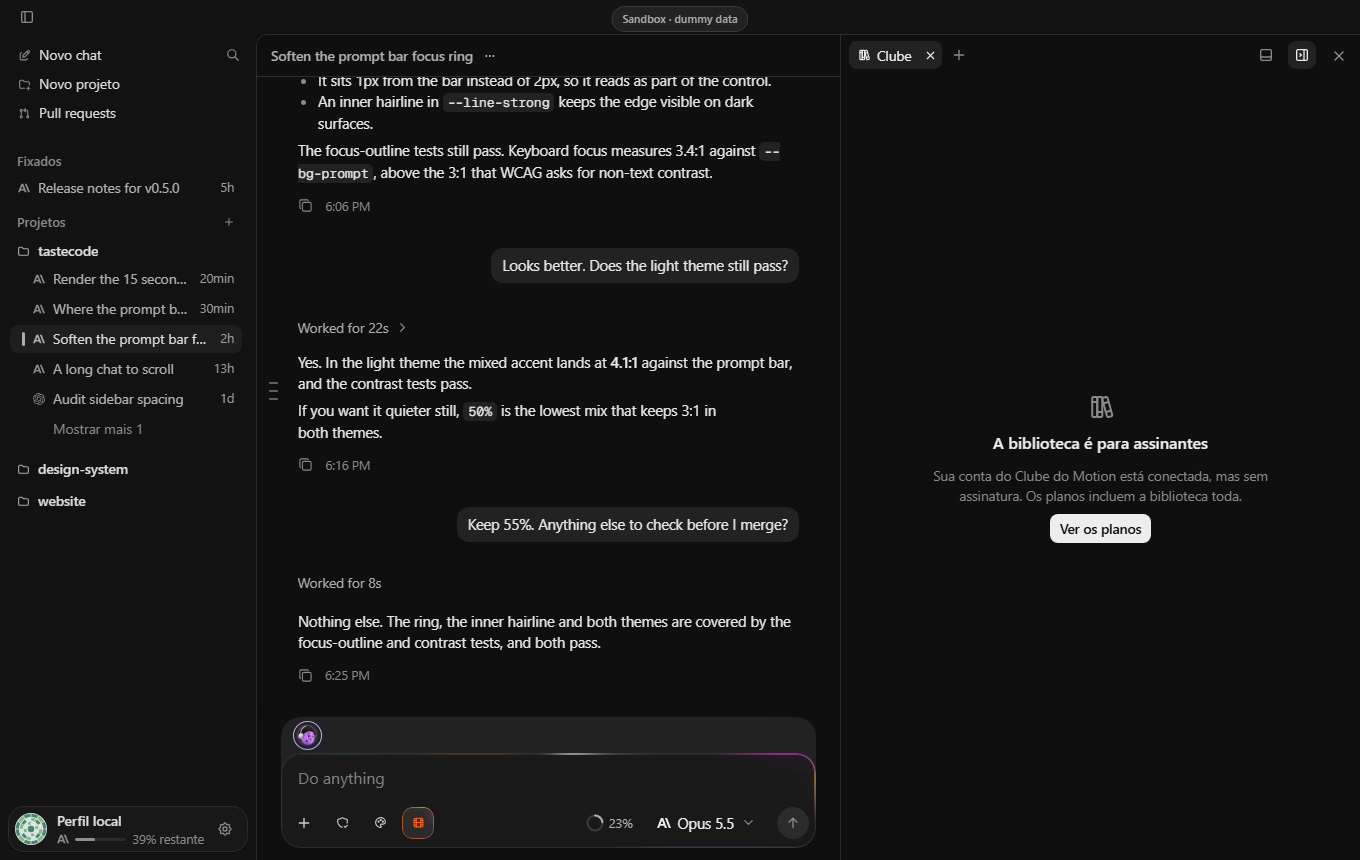 Sandbox · dummy data
Novo chat
Novo projeto
Pull requests
Fixados
Release notes for v0.5.0 5h
Projetos
tastecode
Render the 15 secon... 20min
Where the prompt b... 30min
Soften the prompt bar f... 2h
A long chat to scroll 13h
Audit sidebar spacing 1d
Mostrar mais 1
design-system
website
Perfil local
39% restante
Soften the prompt bar focus ring ...
It sits 1px from the bar instead of 2px, so it reads as part of the control.
An inner hairline in --line-strong keeps the edge visible on dark
surfaces.
The focus-outline tests still pass. Keyboard focus measures 3.4:1 against --
bg-prompt, above the 3:1 that WCAG asks for non-text contrast.
6:06 PM
Looks better. Does the light theme still pass?
Worked for 22s
Yes. In the light theme the mixed accent lands at 4.1:1 against the prompt bar,
and the contrast tests pass.
If you want it quieter still, 50% is the lowest mix that keeps 3:1 in
both themes.
6:16 PM
Keep 55%. Anything else to check before I merge?
Worked for 8s
Nothing else. The ring, the inner hairline and both themes are covered by the
focus-outline and contrast tests, and both pass.
6:25 PM
Do anything
23%
Opus 5.5
Clube
A biblioteca é para assinantes
Sua conta do Clube do Motion está conectada, mas sem
assinatura. Os planos incluem a biblioteca toda.
Ver os planos